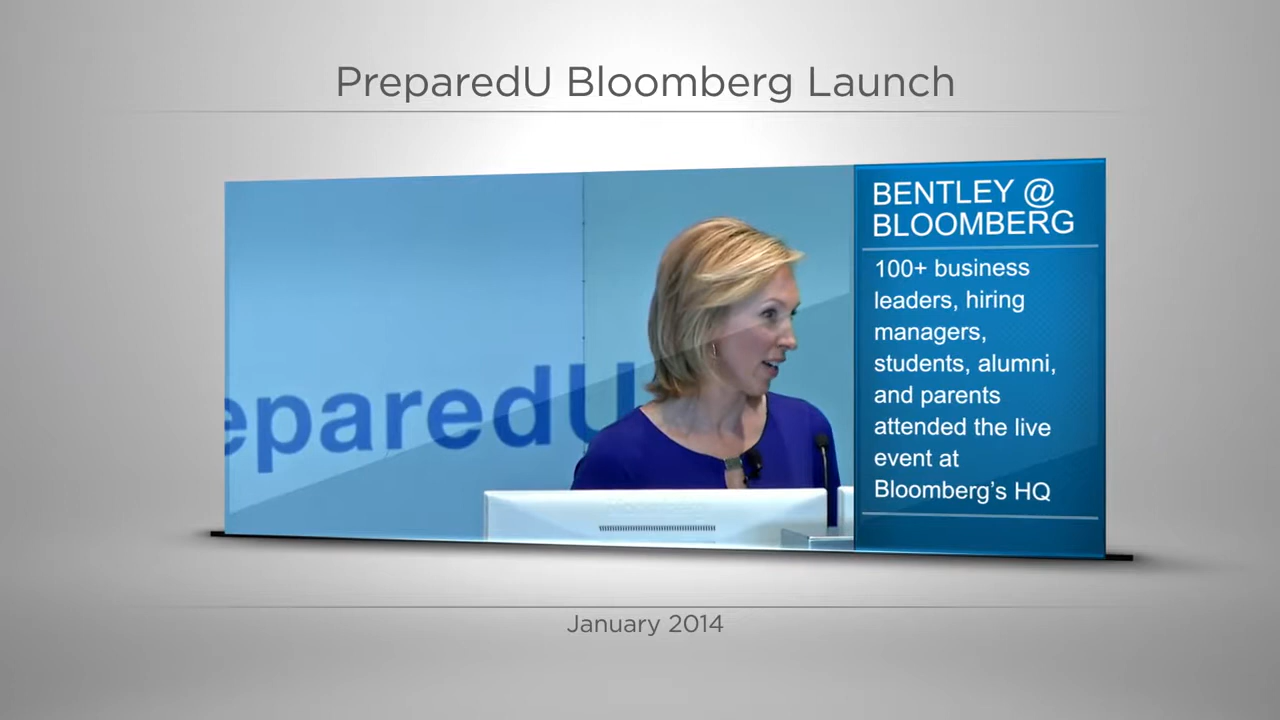 PreparedU Bloomberg Launch
eparedU
BENTLEY @
BLOOMBERG
100+ business
leaders, hiring
managers,
students, alumni,
and parents
attended the live
event at
Bloomberg's HQ
January 2014